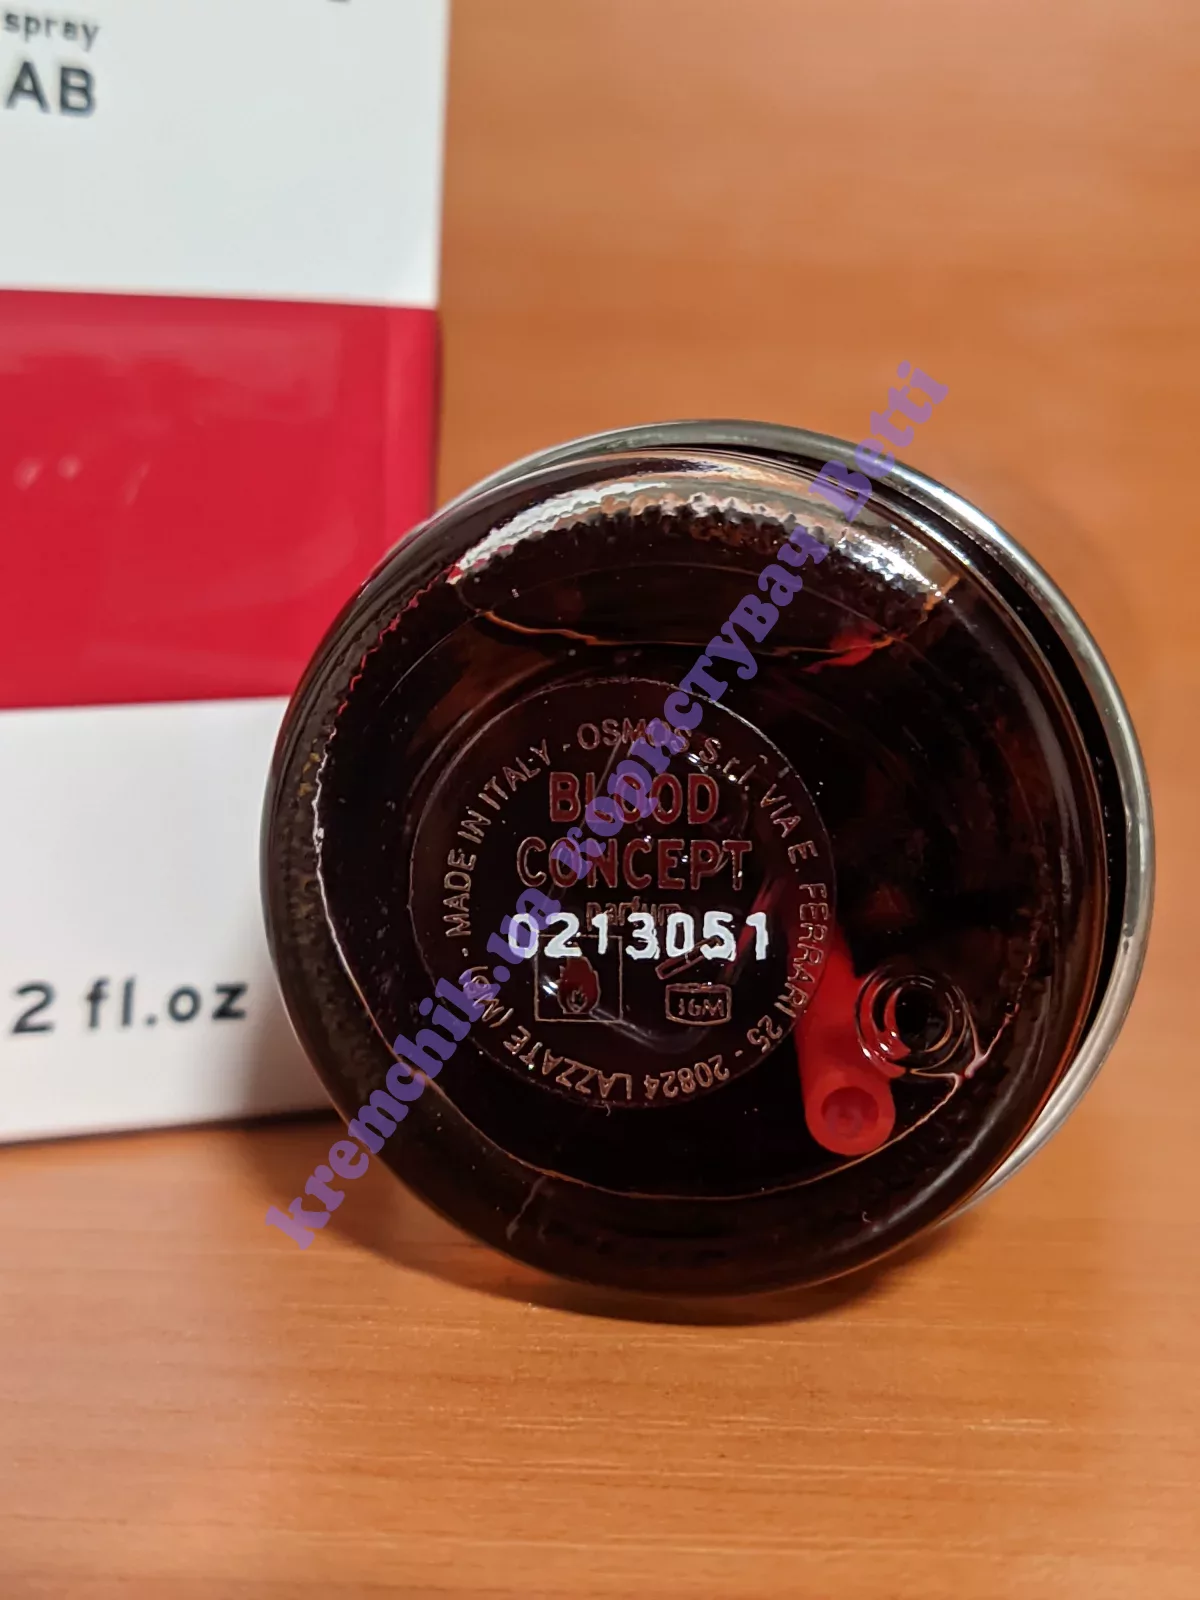 spray
AB
2 fl.oz
- MADE IN ITALY - OSMOS S.r.l. VIA E. FERRARI 25 - 20824 LAZZATE (MB)
BLOOD
CONCEPT
parfum
0213051
36M
kremchik.ua користувач Betti